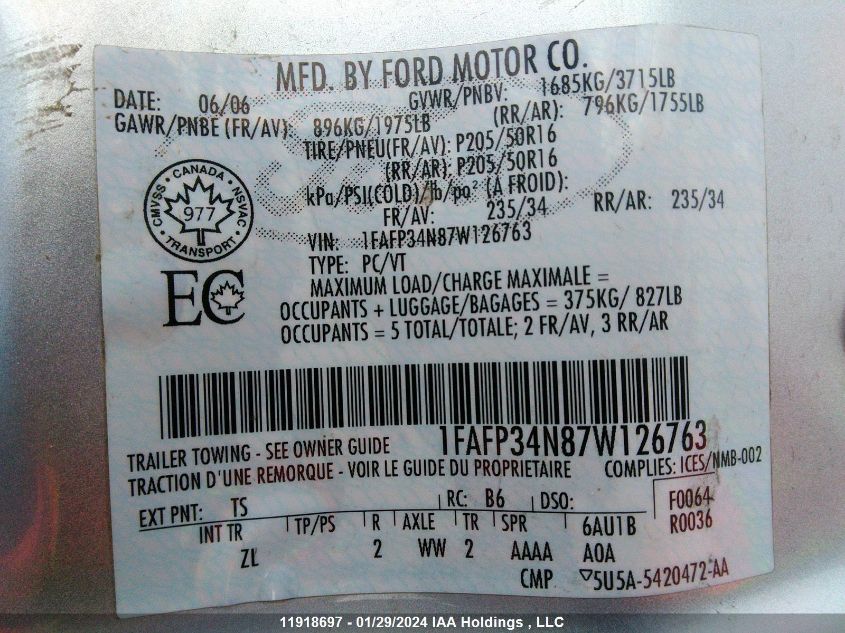 MFD. BY FORD MOTOR CO.
DATE: 06/06 GVWR/PNBV: 1685KG/3715LB
GAWR/PNBE (FR/AV): 896KG/1975LB (RR/AR): 796KG/1755LB
TIRE/PNEU(FR/AV): P205/50R16
(RR/AR): P205/50R16
kPa/PSI(COLD)/lb/po² (À FROID):
FR/AV: 235/34 RR/AR: 235/34
CMVSS · CANADA · NSVAC
977
TRANSPORT
VIN: 1FAFP34N87W126763
TYPE: PC/VT
EC
MAXIMUM LOAD/CHARGE MAXIMALE =
OCCUPANTS + LUGGAGE/BAGAGES = 375KG/ 827LB
OCCUPANTS = 5 TOTAL/TOTALE; 2 FR/AV, 3 RR/AR
1FAFP34N87W126763
TRAILER TOWING - SEE OWNER GUIDE
TRACTION D'UNE REMORQUE - VOIR LE GUIDE DU PROPRIETAIRE
COMPLIES: ICES/NMB-002
EXT PNT: TS RC: B6 DSO: F0064
INT TR TP/PS R AXLE TR SPR 6AU1B R0036
ZL 2 WW 2 AAAA A0A
CMP ▽5U5A-5420472-AA
11918697 - 01/29/2024 IAA Holdings , LLC